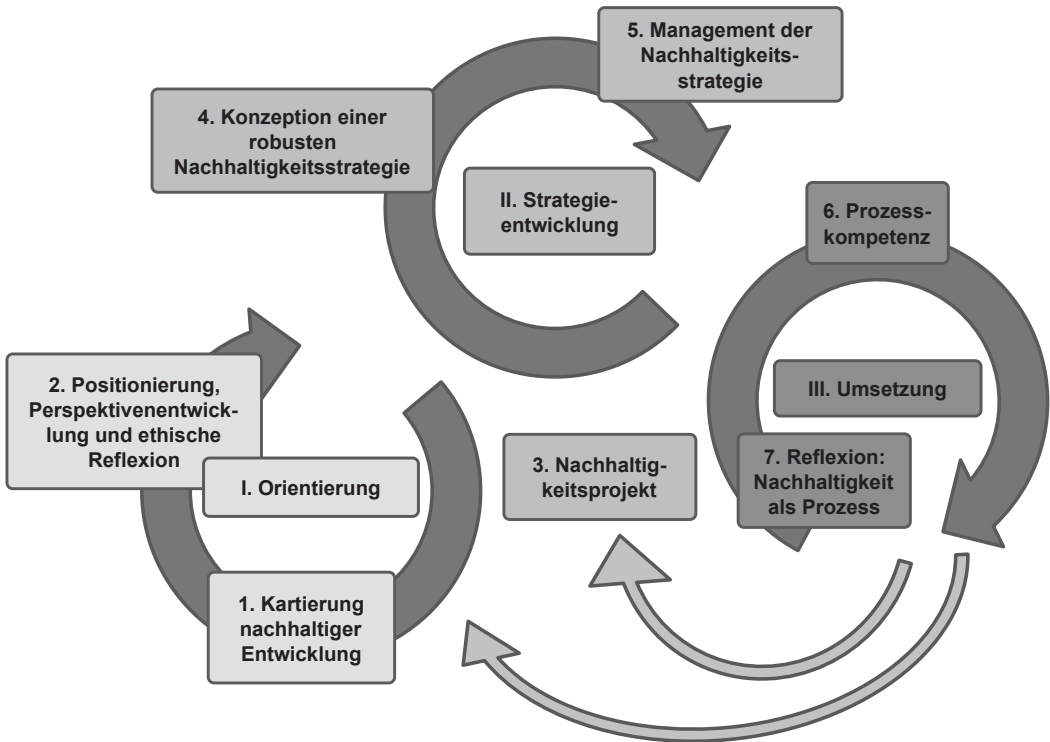 5. Management der
Nachhaltigkeits-
strategie
4. Konzeption einer
robusten
Nachhaltigkeitsstrategie
II. Strategie-
entwicklung
6. Prozess-
kompetenz
2. Positionierung,
Perspektivenentwick-
lung und ethische
Reflexion
III. Umsetzung
I. Orientierung
3. Nachhaltig-
keitsprojekt
7. Reflexion:
Nachhaltigkeit
als Prozess
1. Kartierung
nachhaltiger
Entwicklung